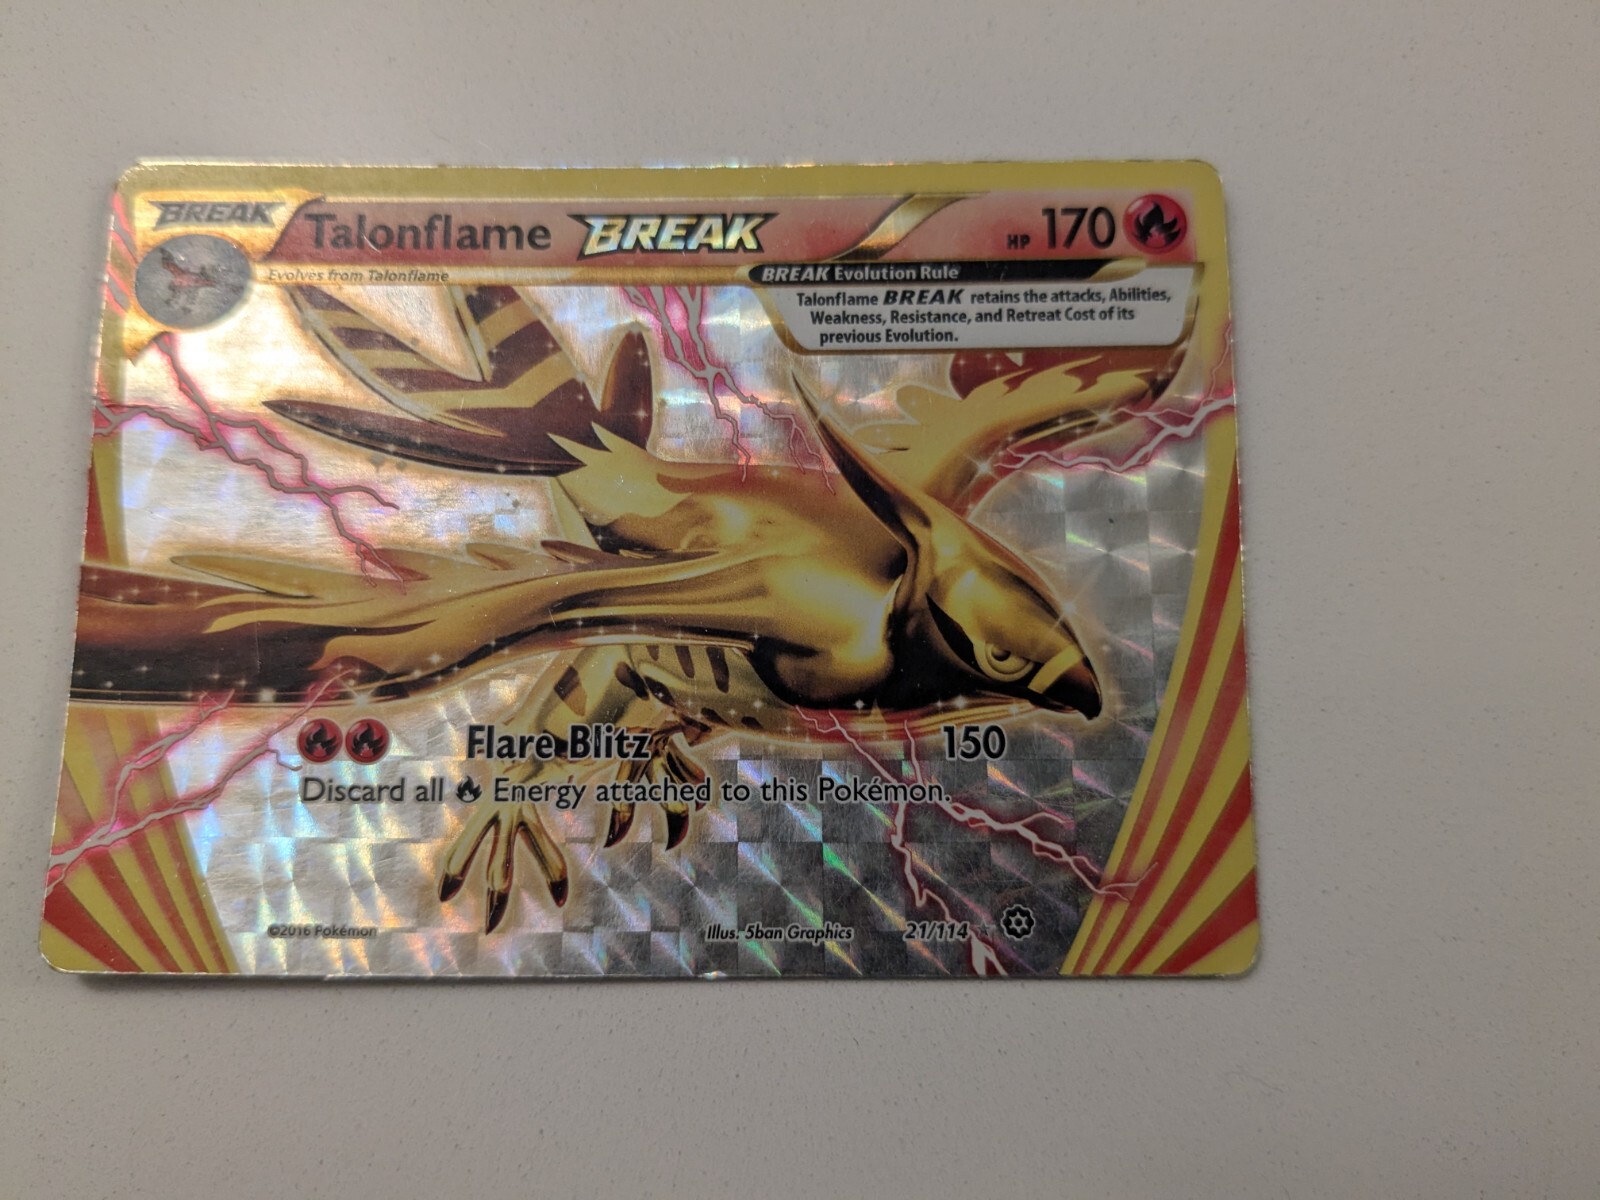 BREAK
Talonflame BREAK
HP 170
Evolves from Talonflame
BREAK Evolution Rule
Talonflame BREAK retains the attacks, Abilities,
Weakness, Resistance, and Retreat Cost of its
previous Evolution.
Flare Blitz 150
Discard all Energy attached to this Pokémon.
©2016 Pokémon
Illus. 5ban Graphics
21/114 ★